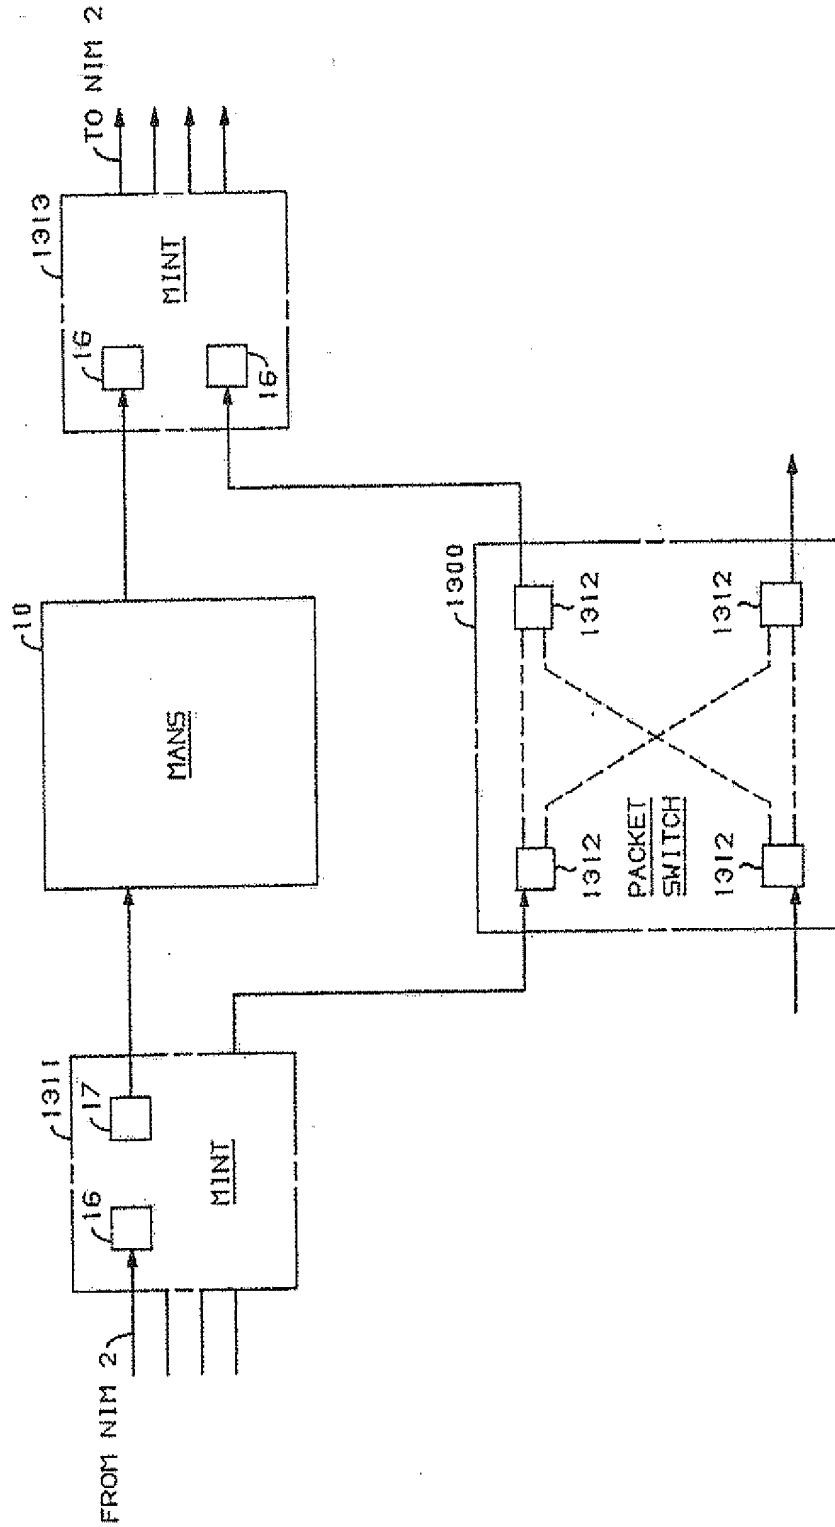 FROM NIM 2
16
17
1311
MINT
10
MANS
1313
16
16
MINT
TO NIM 2
1300
1312
1312
PACKET
SWITCH
1312
1312